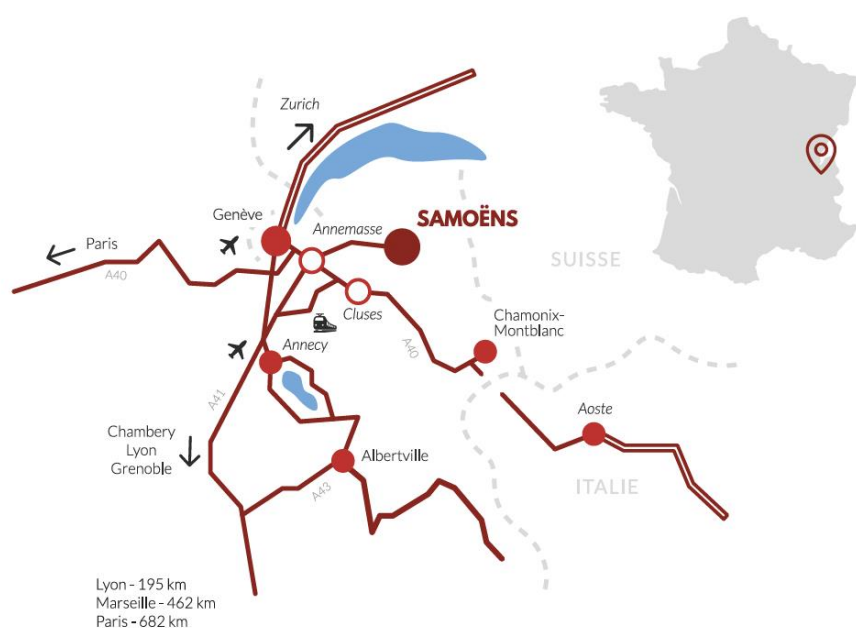 Zurich
Genève
Annemasse
SAMOËNS
Paris
A40
SUISSE
Cluses
Chamonix-
Montblanc
A40
Annecy
A41
Aoste
Chambery
Lyon
Grenoble
Albertville
A43
ITALIE
Lyon - 195 km
Marseille - 462 km
Paris - 682 km